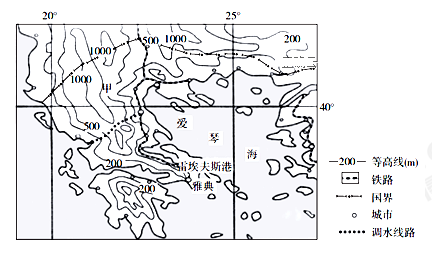 20°
25°
500
1000
200
1000
1000
甲
40°
爱
琴
海
500
200
雷埃夫斯港
雅典
200
—200— 等高线(m)
铁路
国界
城市
调水线路